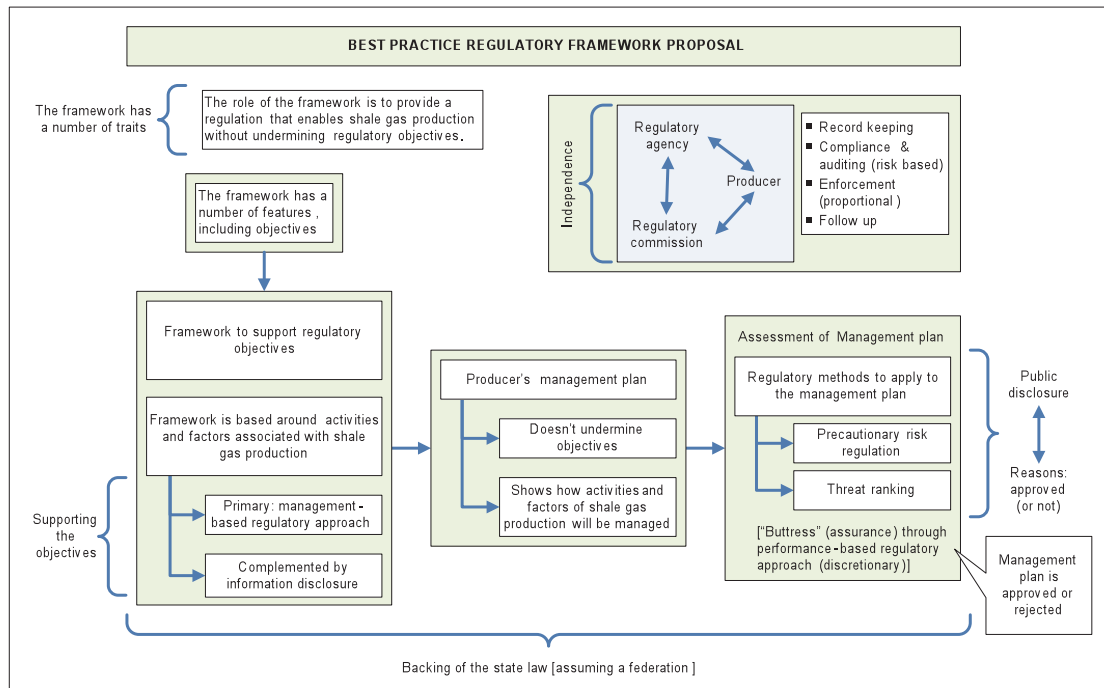 BEST PRACTICE REGULATORY FRAMEWORK PROPOSAL
The framework has
a number of traits
The role of the framework is to provide a
regulation that enables shale gas production
without undermining regulatory objectives.
The framework has a
number of features ,
including objectives
Independence
Regulatory
agency
Producer
Regulatory
commission
■ Record keeping
■ Compliance &
auditing (risk based)
■ Enforcement
(proportional )
■ Follow up
Framework to support regulatory
objectives
Framework is based around activities
and factors associated with shale
gas production
Supporting
the
objectives
Primary: management-
based regulatory approach
Complemented by
information disclosure
Producer's management plan
Doesn't undermine
objectives
Shows how activities and
factors of shale gas
production will be managed
Assessment of Management plan
Regulatory methods to apply to
the management plan
Precautionary risk
regulation
Threat ranking
["Buttress" (assurance) through
performance-based regulatory
approach (discretionary)]
Public
disclosure
Reasons:
approved
(or not)
Management
plan is
approved or
rejected
Backing of the state law [assuming a federation ]